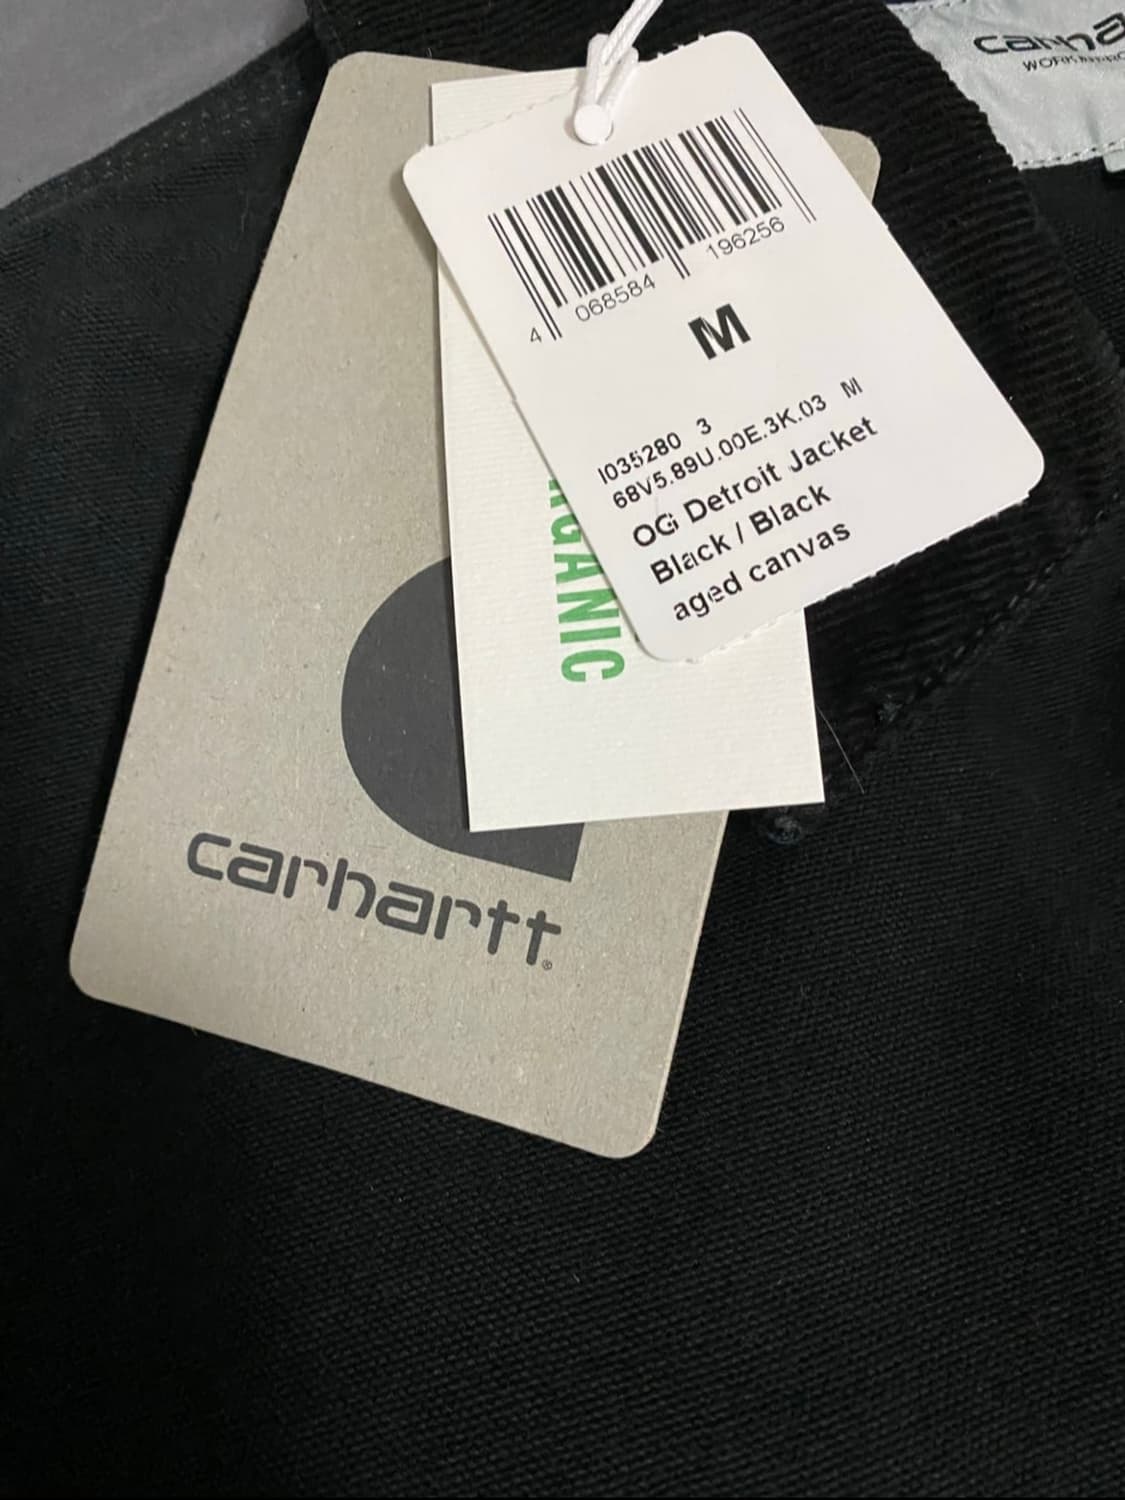 4 068584 196256
M
I035280 3
68V5.89U.00E.3K.03 M
OG Detroit Jacket
Black / Black
aged canvas
carhartt®